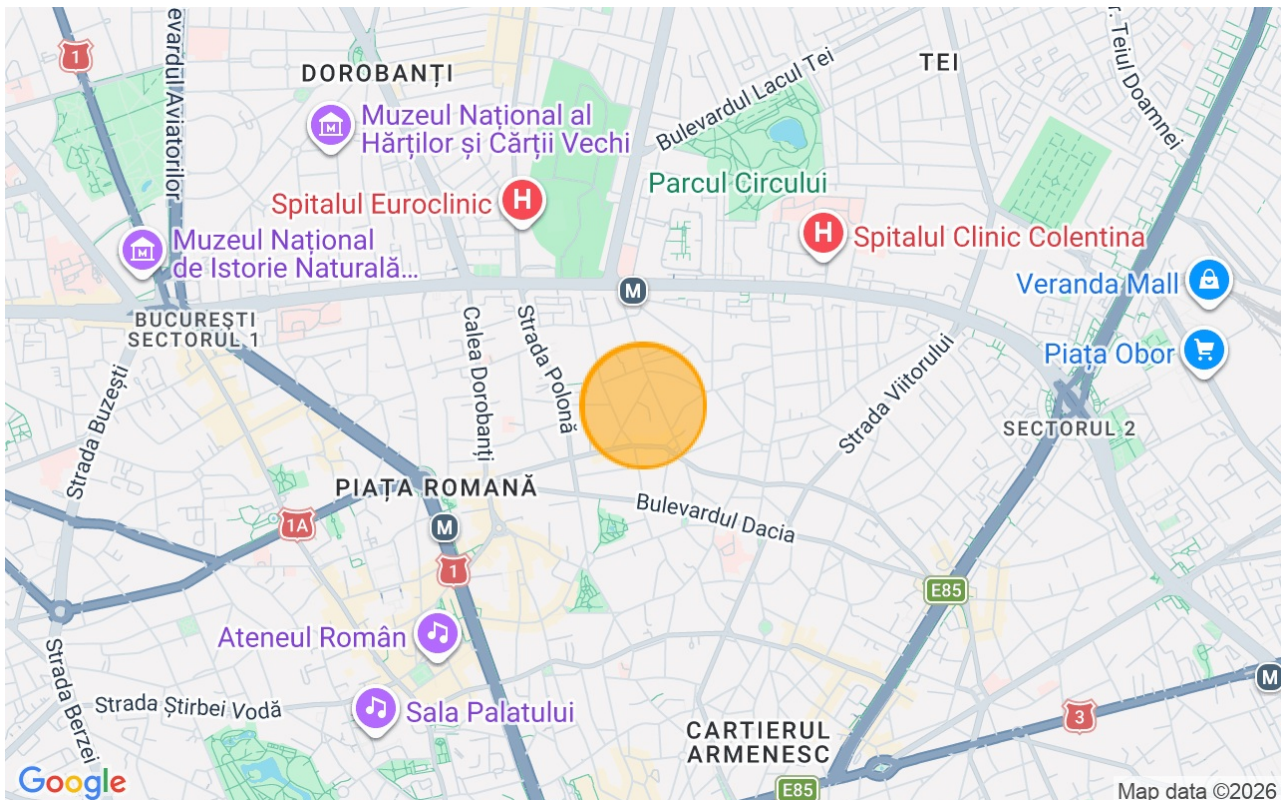 evardul Aviatorilor
1
DOROBANȚI
TEI
r. Teiul Doamnei
Bulevardul Lacul Tei
Muzeul Național al
Hărților și Cărții Vechi
Parcul Circului
Spitalul Euroclinic
H
H
Spitalul Clinic Colentina
Muzeul Național
de Istorie Naturală...
Veranda Mall
M
BUCUREȘTI
SECTORUL 1
Calea Dorobanți
Strada Polonă
Strada Viitorului
Piața Obor
Strada Buzești
SECTORUL 2
PIAȚA ROMANĂ
1A
M
Bulevardul Dacia
1
E85
Ateneul Român
Strada Berzei
Strada Știrbei Vodă
Sala Palatului
M
3
CARTIERUL
ARMENESC
Google
E85
Map data ©2026